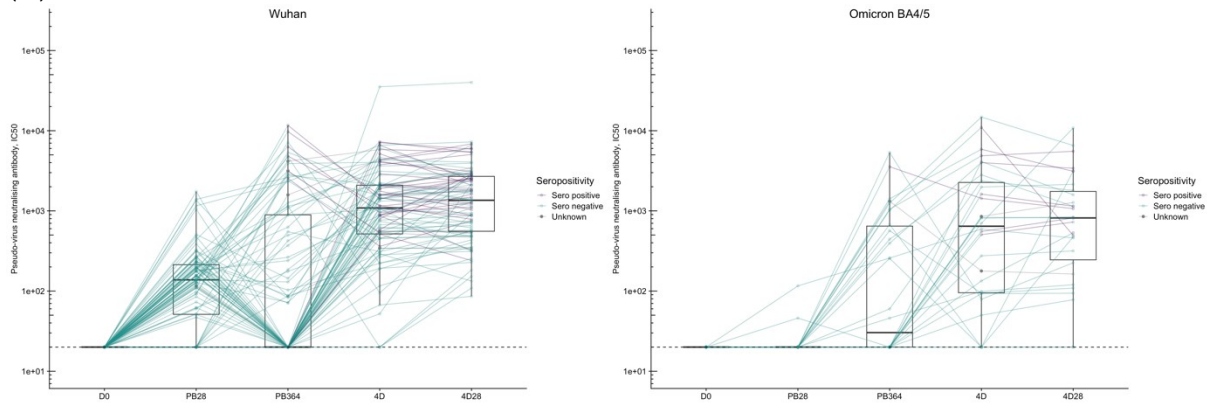 Wuhan
Pseudo-virus neutralising antibody, IC50
1e+05
1e+04
1e+03
1e+02
1e+01
D0 PB28 PB364 4D 4D28
Seropositivity
Sero positive
Sero negative
Unknown
Omicron BA4/5
Pseudo-virus neutralising antibody, IC50
1e+05
1e+04
1e+03
1e+02
1e+01
D0 PB28 PB364 4D 4D28
Seropositivity
Sero positive
Sero negative
Unknown